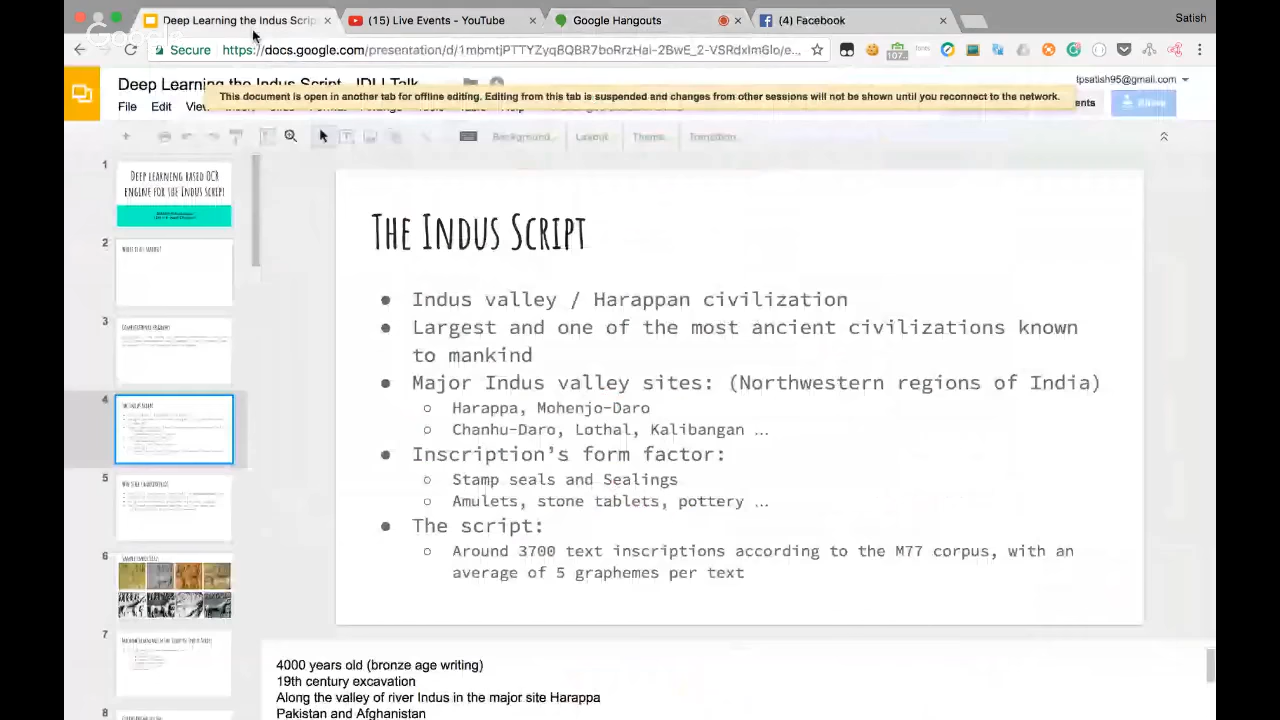 Deep Learning the Indus Scrip
(15) Live Events - YouTube
Google Hangouts
(4) Facebook
Satish
Google
Secure
https://docs.google.com/presentation/d/1mbmtjPTTYZyq8QBR7boRrzHai-2BwE_2-VSRdxIm6lo/e...
107
Deep Learning the Indus Script - IDLI Talk
lpsatish95@gmail.com
This document is open in another tab for offline editing. Editing from this tab is suspended and changes from other sessions will not be shown until you reconnect to the network.
File Edit View
Share
Background... Layout Theme... Transition...
1
Deep learning based OCR
engine for the Indus script
2
3
4
The Indus Script
5
6
7
8
The Indus Script
● Indus valley / Harappan civilization
● Largest and one of the most ancient civilizations known
to mankind
● Major Indus valley sites: (Northwestern regions of India)
○ Harappa, Mohenjo-Daro
○ Chanhu-Daro, Lothal, Kalibangan ...
● Inscription’s form factor:
○ Stamp seals and Sealings
○ Amulets, stone tablets, pottery ...
● The script:
○ Around 3700 text inscriptions according to the M77 corpus, with an
average of 5 graphemes per text
4000 years old (bronze age writing)
19th century excavation
Along the valley of river Indus in the major site Harappa
Pakistan and Afghanistan